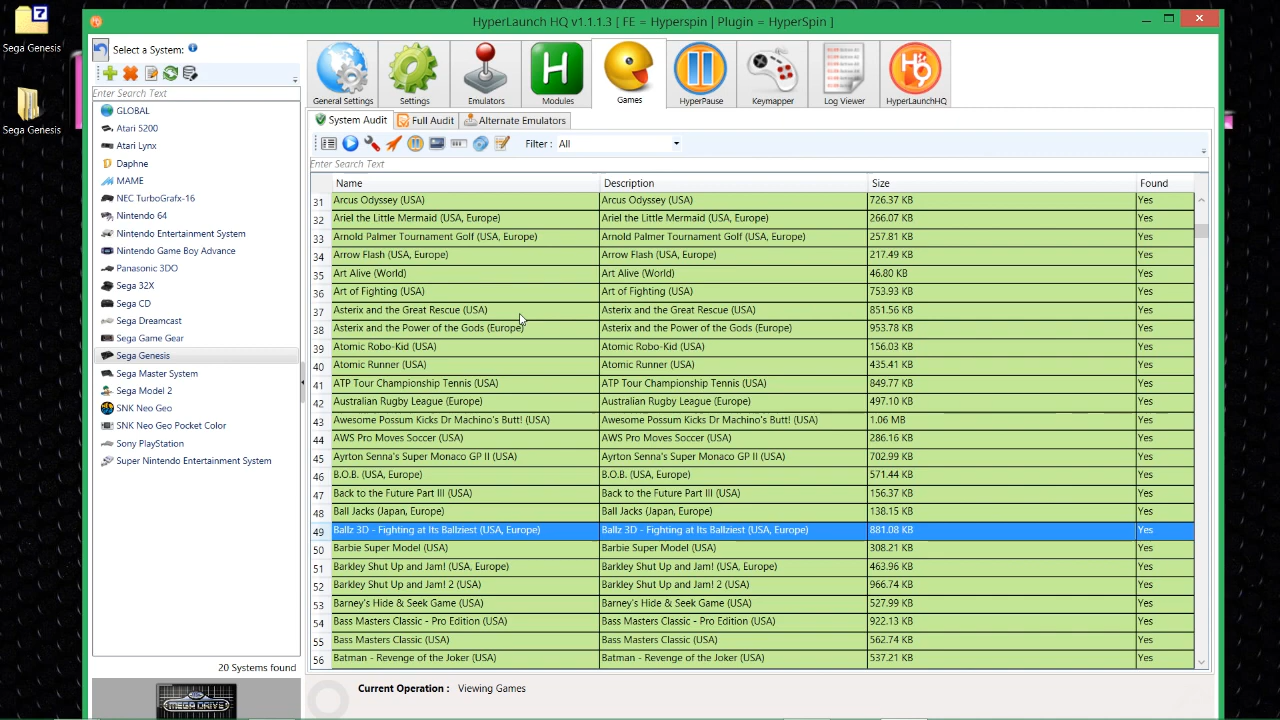 HyperLaunch HQ v1.1.1.3 [ FE = Hyperspin | Plugin = HyperSpin ]
7
Sega Genesis
Sega Genesis
Select a System:
Enter Search Text
GLOBAL
Atari 5200
Atari Lynx
Daphne
MAME
NEC TurboGrafx-16
Nintendo 64
Nintendo Entertainment System
Nintendo Game Boy Advance
Panasonic 3DO
Sega 32X
Sega CD
Sega Dreamcast
Sega Game Gear
Sega Genesis
Sega Master System
Sega Model 2
SNK Neo Geo
SNK Neo Geo Pocket Color
Sony PlayStation
Super Nintendo Entertainment System
20 Systems found
MEGA DRIVE
General Settings Settings Emulators Modules Games HyperPause Keymapper Log Viewer HyperLaunchHQ
System Audit Full Audit Alternate Emulators
Filter : All
Enter Search Text
Name Description Size Found
31 Arcus Odyssey (USA) Arcus Odyssey (USA) 726.37 KB Yes
32 Ariel the Little Mermaid (USA, Europe) Ariel the Little Mermaid (USA, Europe) 266.07 KB Yes
33 Arnold Palmer Tournament Golf (USA, Europe) Arnold Palmer Tournament Golf (USA, Europe) 257.81 KB Yes
34 Arrow Flash (USA, Europe) Arrow Flash (USA, Europe) 217.49 KB Yes
35 Art Alive (World) Art Alive (World) 46.80 KB Yes
36 Art of Fighting (USA) Art of Fighting (USA) 753.93 KB Yes
37 Asterix and the Great Rescue (USA) Asterix and the Great Rescue (USA) 851.56 KB Yes
38 Asterix and the Power of the Gods (Europe) Asterix and the Power of the Gods (Europe) 953.78 KB Yes
39 Atomic Robo-Kid (USA) Atomic Robo-Kid (USA) 156.03 KB Yes
40 Atomic Runner (USA) Atomic Runner (USA) 435.41 KB Yes
41 ATP Tour Championship Tennis (USA) ATP Tour Championship Tennis (USA) 849.77 KB Yes
42 Australian Rugby League (Europe) Australian Rugby League (Europe) 497.10 KB Yes
43 Awesome Possum Kicks Dr Machino's Butt! (USA) Awesome Possum Kicks Dr Machino's Butt! (USA) 1.06 MB Yes
44 AWS Pro Moves Soccer (USA) AWS Pro Moves Soccer (USA) 286.16 KB Yes
45 Ayrton Senna's Super Monaco GP II (USA) Ayrton Senna's Super Monaco GP II (USA) 702.99 KB Yes
46 B.O.B. (USA, Europe) B.O.B. (USA, Europe) 571.44 KB Yes
47 Back to the Future Part III (USA) Back to the Future Part III (USA) 156.37 KB Yes
48 Ball Jacks (Japan, Europe) Ball Jacks (Japan, Europe) 138.15 KB Yes
49 Ballz 3D - Fighting at Its Ballziest (USA, Europe) Ballz 3D - Fighting at Its Ballziest (USA, Europe) 881.08 KB Yes
50 Barbie Super Model (USA) Barbie Super Model (USA) 308.21 KB Yes
51 Barkley Shut Up and Jam! (USA, Europe) Barkley Shut Up and Jam! (USA, Europe) 463.96 KB Yes
52 Barkley Shut Up and Jam! 2 (USA) Barkley Shut Up and Jam! 2 (USA) 966.74 KB Yes
53 Barney's Hide & Seek Game (USA) Barney's Hide & Seek Game (USA) 527.99 KB Yes
54 Bass Masters Classic - Pro Edition (USA) Bass Masters Classic - Pro Edition (USA) 922.13 KB Yes
55 Bass Masters Classic (USA) Bass Masters Classic (USA) 562.74 KB Yes
56 Batman - Revenge of the Joker (USA) Batman - Revenge of the Joker (USA) 537.21 KB Yes
Current Operation : Viewing Games